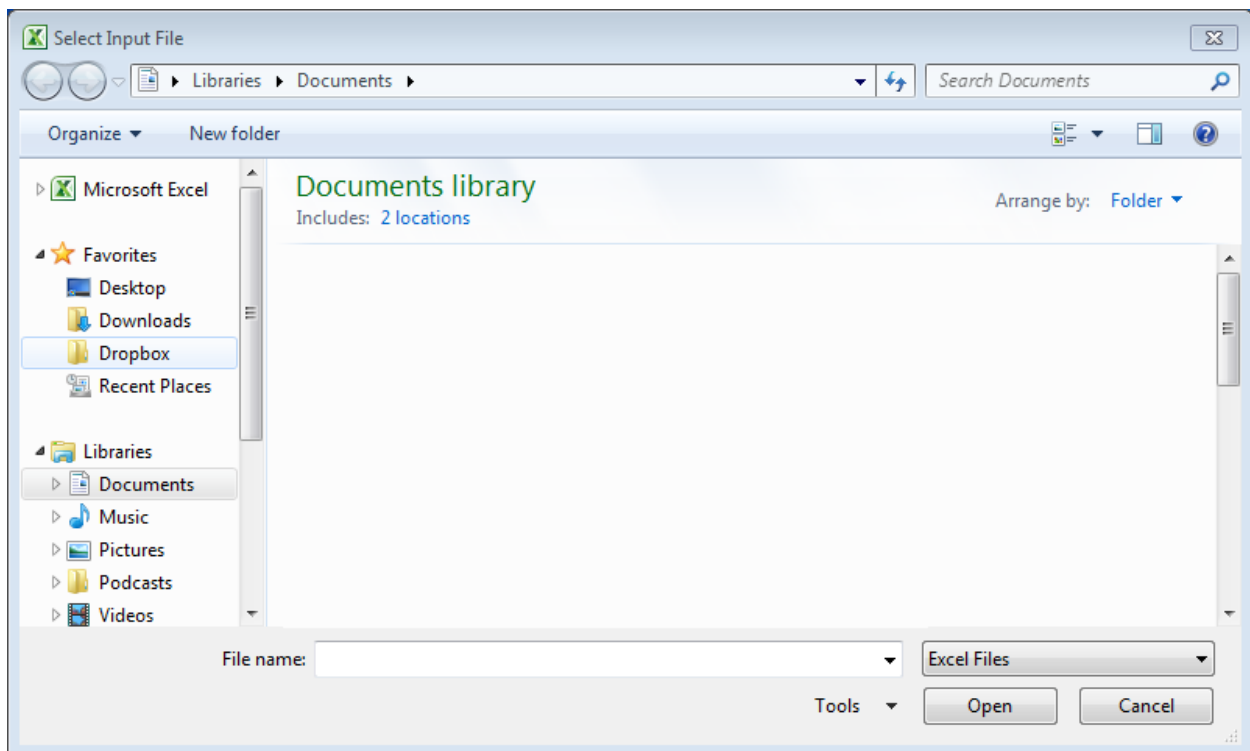 Select Input File
Libraries Documents
Search Documents
Organize New folder
Microsoft Excel
Documents library
Includes: 2 locations
Arrange by: Folder
Favorites
Desktop
Downloads
Dropbox
Recent Places
Libraries
Documents
Music
Pictures
Podcasts
Videos
File name:
Excel Files
Tools
Open
Cancel